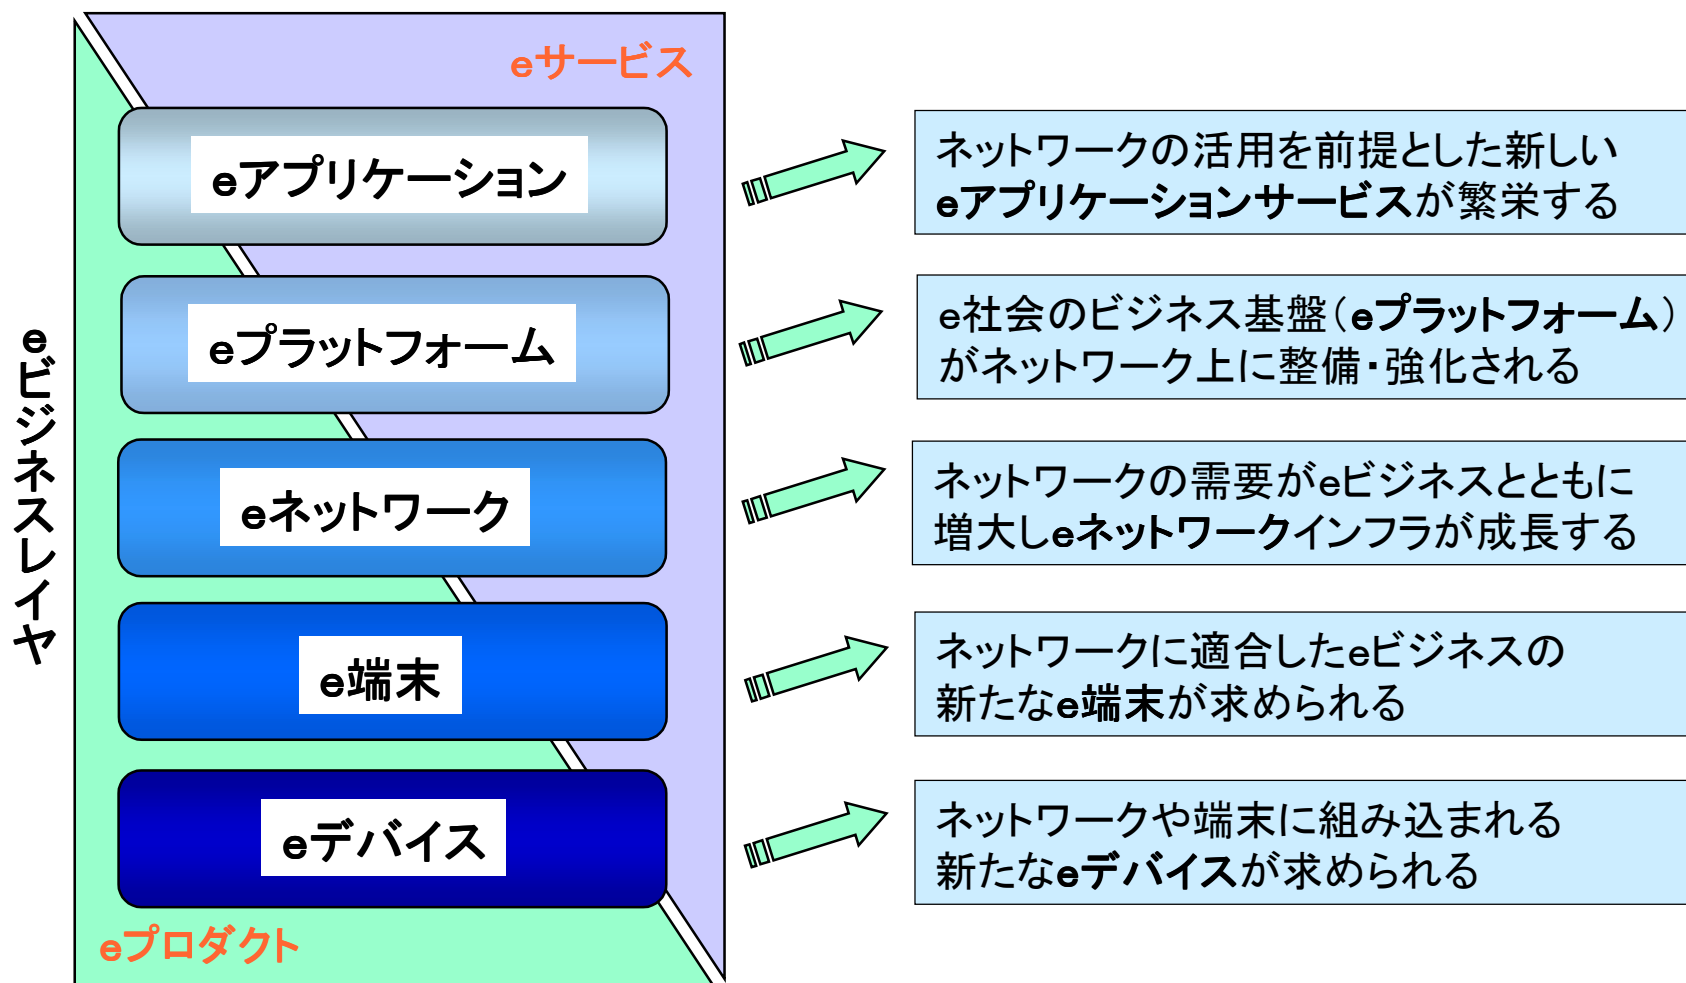 eビジネスレイヤ
eサービス
eアプリケーション
eプラットフォーム
eネットワーク
e端末
eデバイス
eプロダクト
ネットワークの活用を前提とした新しい
eアプリケーションサービスが繁栄する
e社会のビジネス基盤(eプラットフォーム)
がネットワーク上に整備・強化される
ネットワークの需要がeビジネスとともに
増大しeネットワークインフラが成長する
ネットワークに適合したeビジネスの
新たなe端末が求められる
ネットワークや端末に組み込まれる
新たなeデバイスが求められる